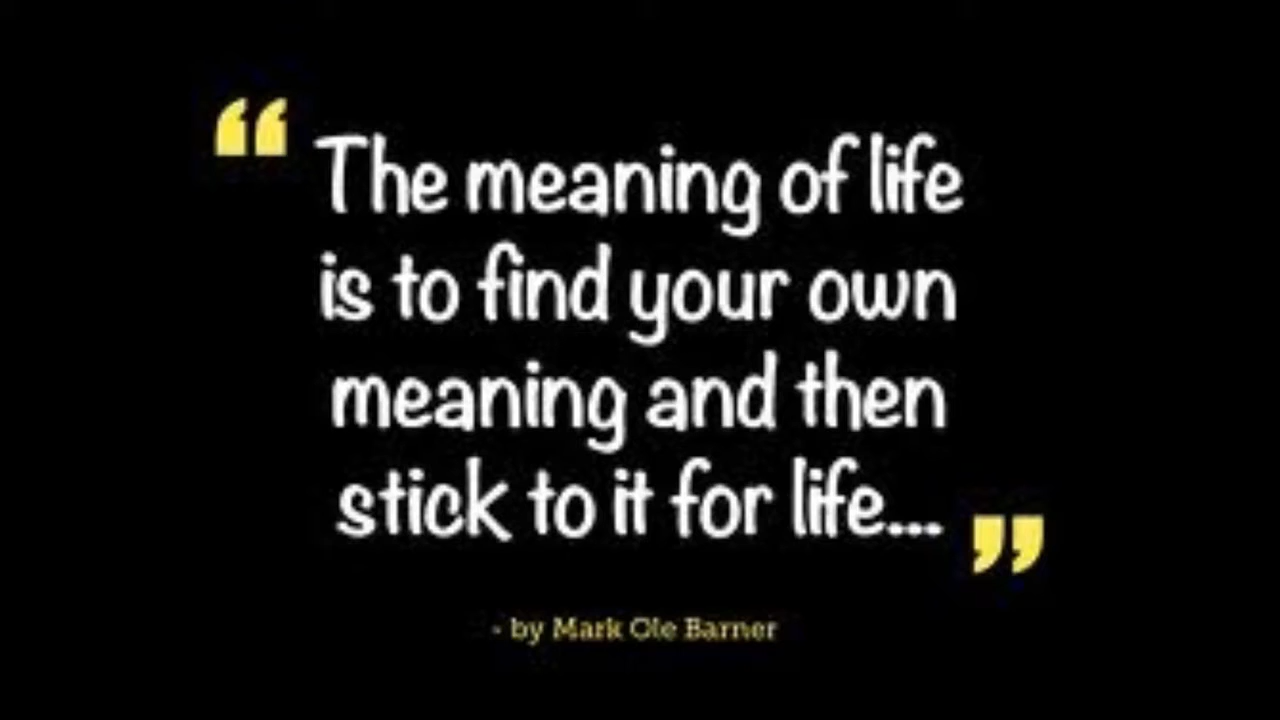 “The meaning of life
is to find your own
meaning and then
stick to it for life...”
- by Mark Ole Barner